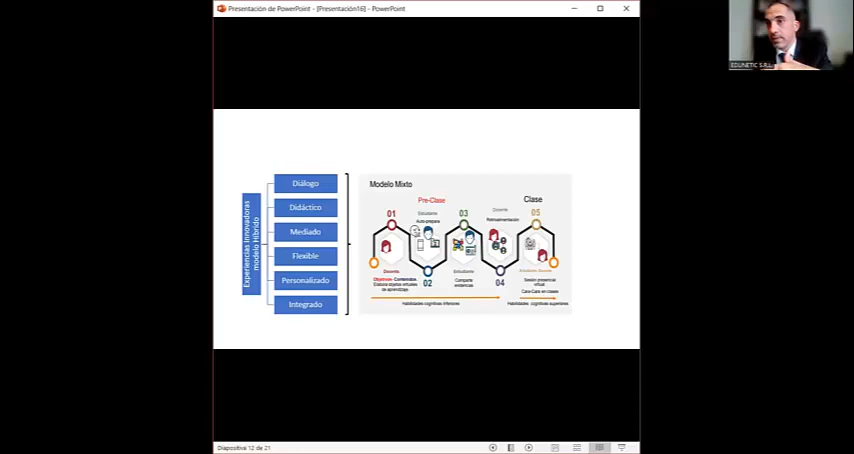 Presentación de PowerPoint - [Presentación16] - PowerPoint
EDUNETIC S.R.L.
Experiencias Innovadoras
modelo Híbrido
Diálogo
Didáctico
Mediado
Flexible
Personalizado
Integrado
Modelo Mixto
Pre-Clase
Clase
01
Estudiante
Auto-prepara
03
Docente
Retroalimentación
05
Docente
Objetivos- Contenidos.
Elabora objetos virtuales
de aprendizaje.
02
Estudiante
Comparte
evidencias
04
Estudiante- Docente
Sesión presencial
virtual
Cara-Cara en clases
Habilidades cognitivas inferiores
Habilidades cognitivas superiores
Diapositiva 12 de 21